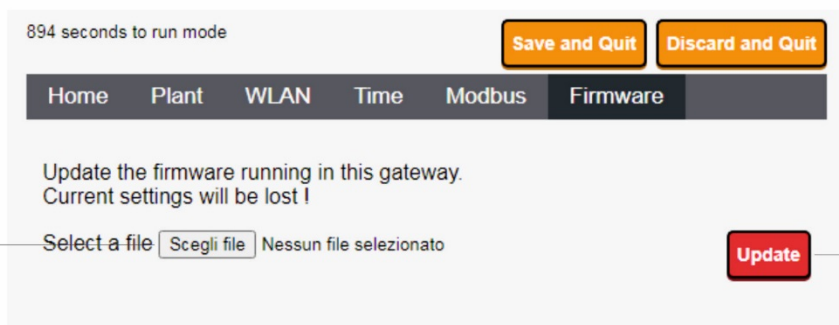 894 seconds to run mode
Save and Quit Discard and Quit
Home Plant WLAN Time Modbus Firmware
Update the firmware running in this gateway.
Current settings will be lost !
Select a file Scegli file Nessun file selezionato
Update